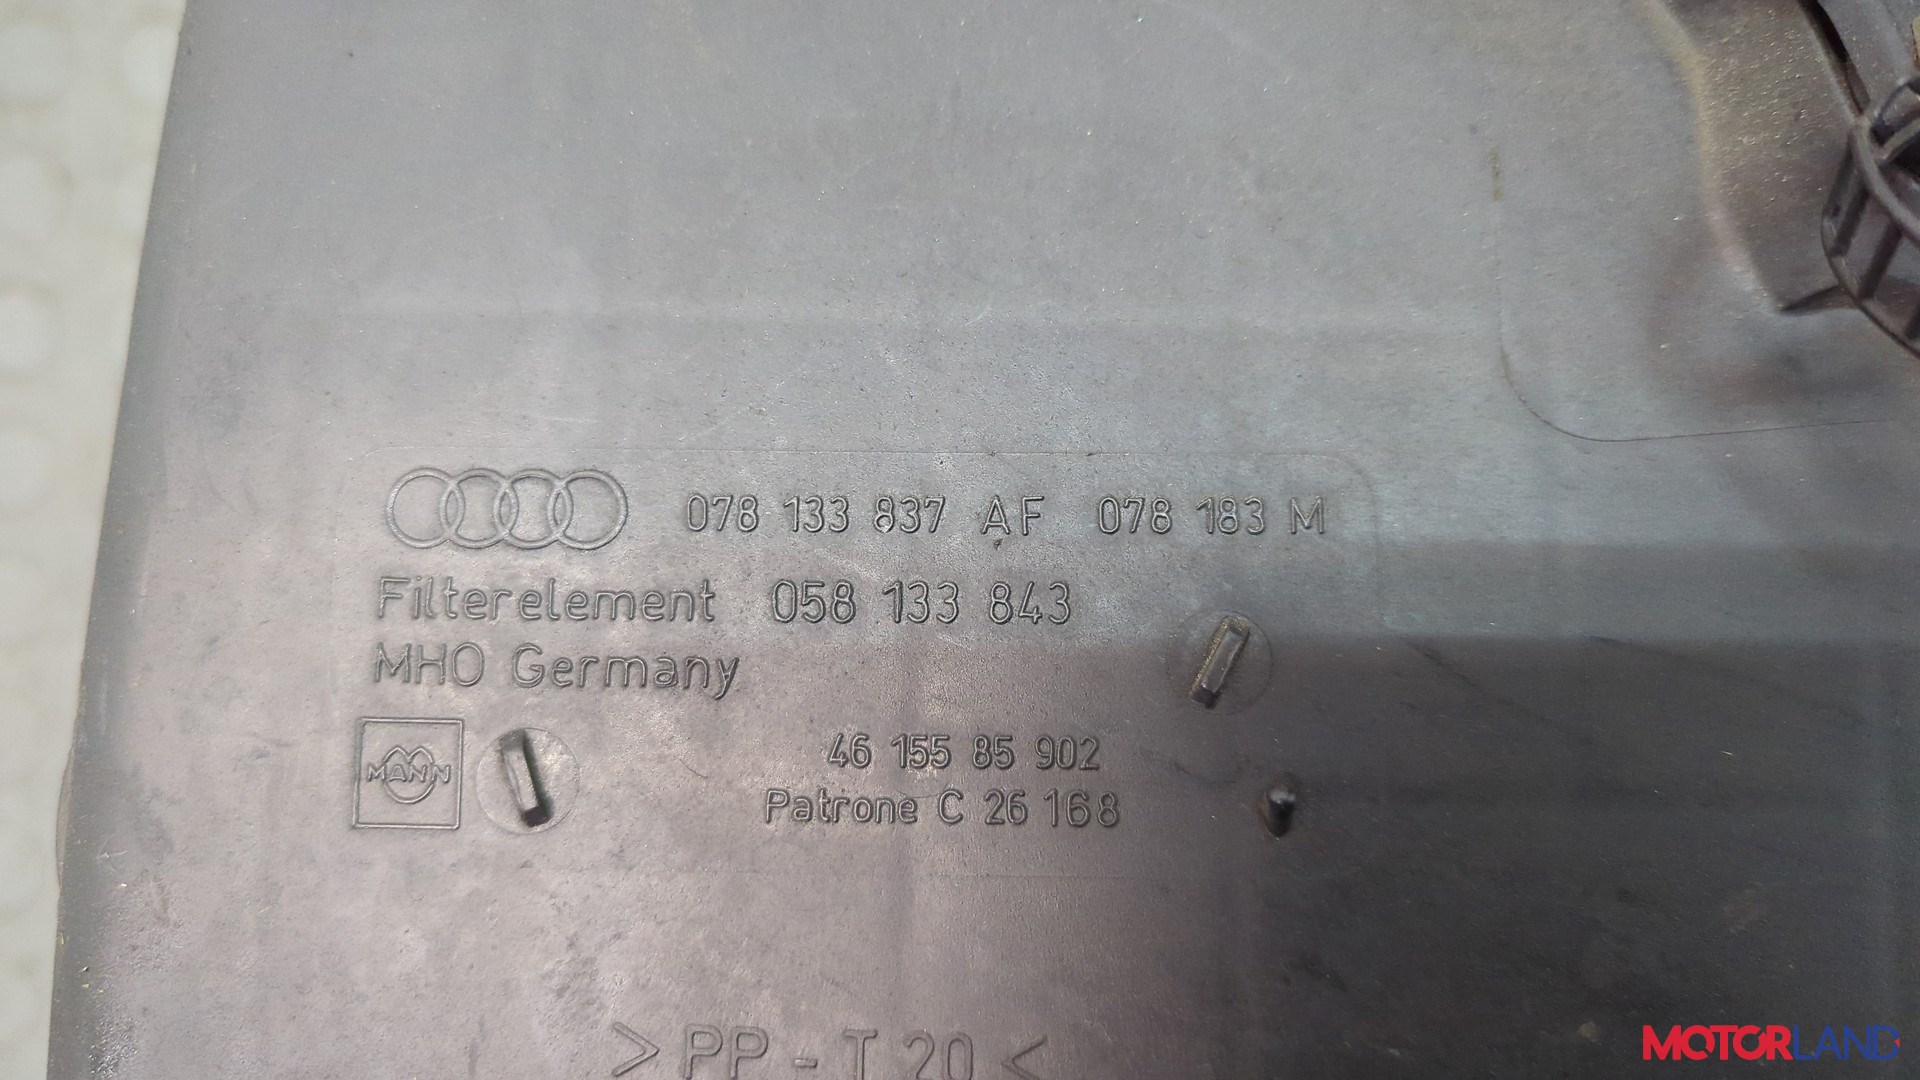 078 133 837 AF 078 183 M
Filterelement 058 133 843
MHO Germany
MANN
46 155 85 902
Patrone C 26 168
>PP-T20<
MOTORLAND